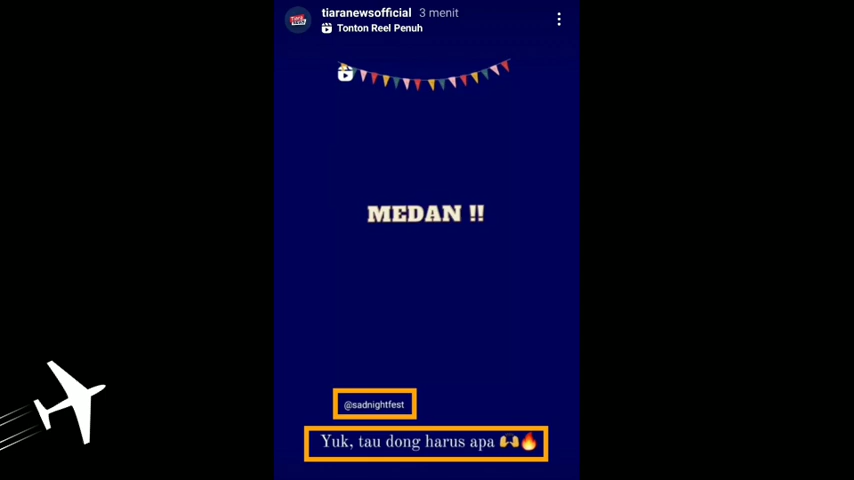 tiaranewsofficial 3 menit
Tonton Reel Penuh
MEDAN !!
@sadnightfest
Yuk, tau dong harus apa 🙌🔥